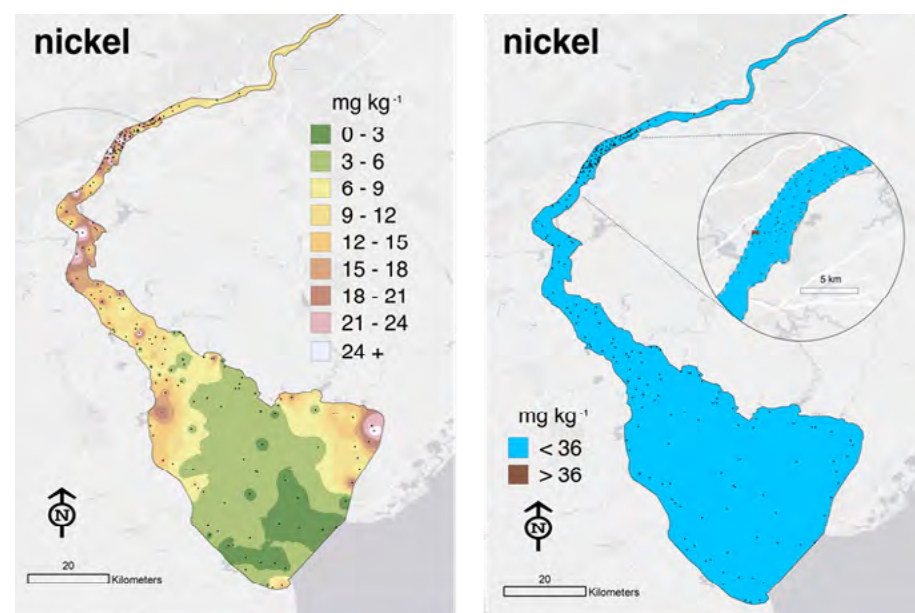 nickel
mg kg⁻¹
0 - 3
3 - 6
6 - 9
9 - 12
12 - 15
15 - 18
18 - 21
21 - 24
24 +
N
20
Kilometers
nickel
5 km
mg kg⁻¹
< 36
> 36
N
20
Kilometers